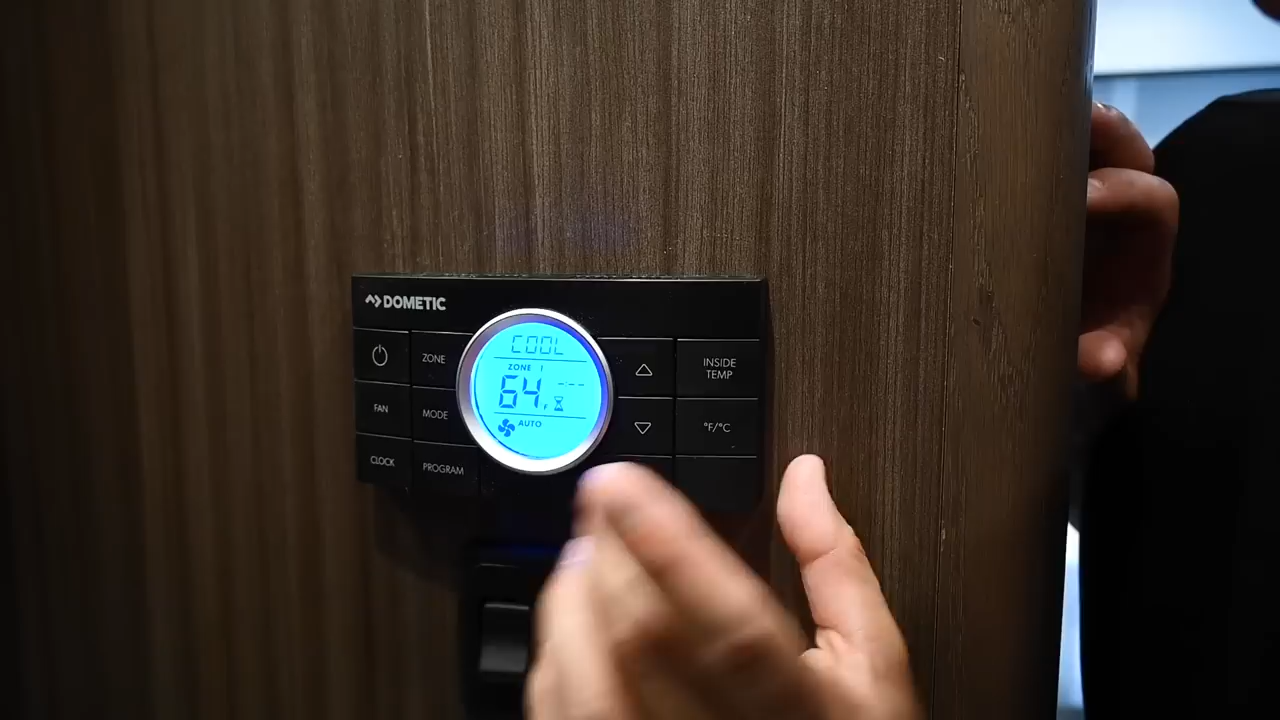 DOMETIC
ZONE
FAN
MODE
CLOCK
PROGRAM
COOL
ZONE 1
64 F -:--
AUTO
INSIDE
TEMP
°F/°C